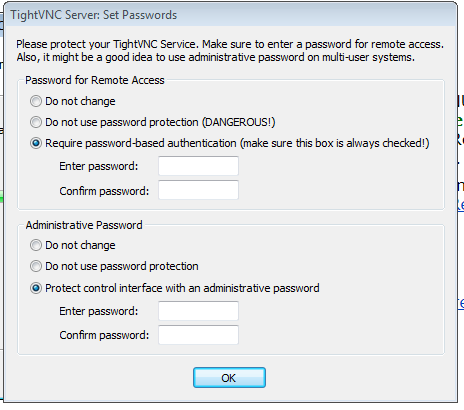 TightVNC Server: Set Passwords
Please protect your TightVNC Service. Make sure to enter a password for remote access.
Also, it might be a good idea to use administrative password on multi-user systems.
Password for Remote Access
Do not change
Do not use password protection (DANGEROUS!)
Require password-based authentication (make sure this box is always checked!)
Enter password:
Confirm password:
Administrative Password
Do not change
Do not use password protection
Protect control interface with an administrative password
Enter password:
Confirm password:
OK